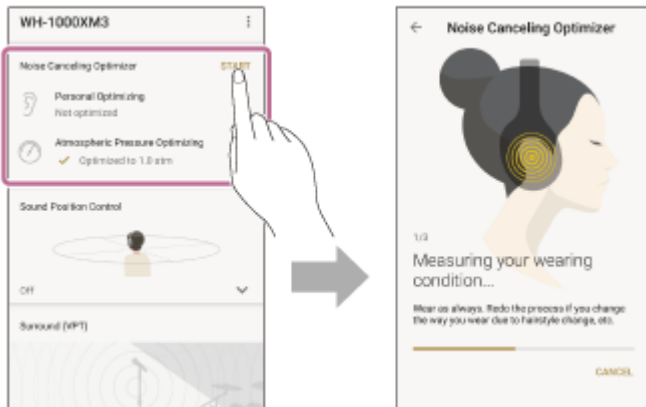 WH-1000XM3
Noise Canceling Optimizer
START
Personal Optimizing
Not optimized
Atmospheric Pressure Optimizing
Optimized to 1.0 atm
Sound Position Control
Off
Surround (VPT)
Noise Canceling Optimizer
1/3
Measuring your wearing
condition...
Wear as always. Redo the process if you change
the way you wear due to hairstyle change, etc.
CANCEL